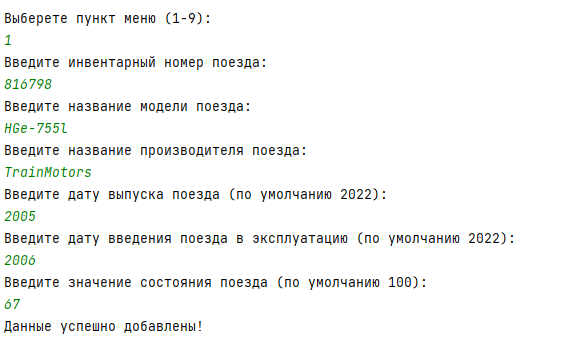 Выберете пункт меню (1-9):
1
Введите инвентарный номер поезда:
816798
Введите название модели поезда:
HGe-755l
Введите название производителя поезда:
TrainMotors
Введите дату выпуска поезда (по умолчанию 2022):
2005
Введите дату введения поезда в эксплуатацию (по умолчанию 2022):
2006
Введите значение состояния поезда (по умолчанию 100):
67
Данные успешно добавлены!